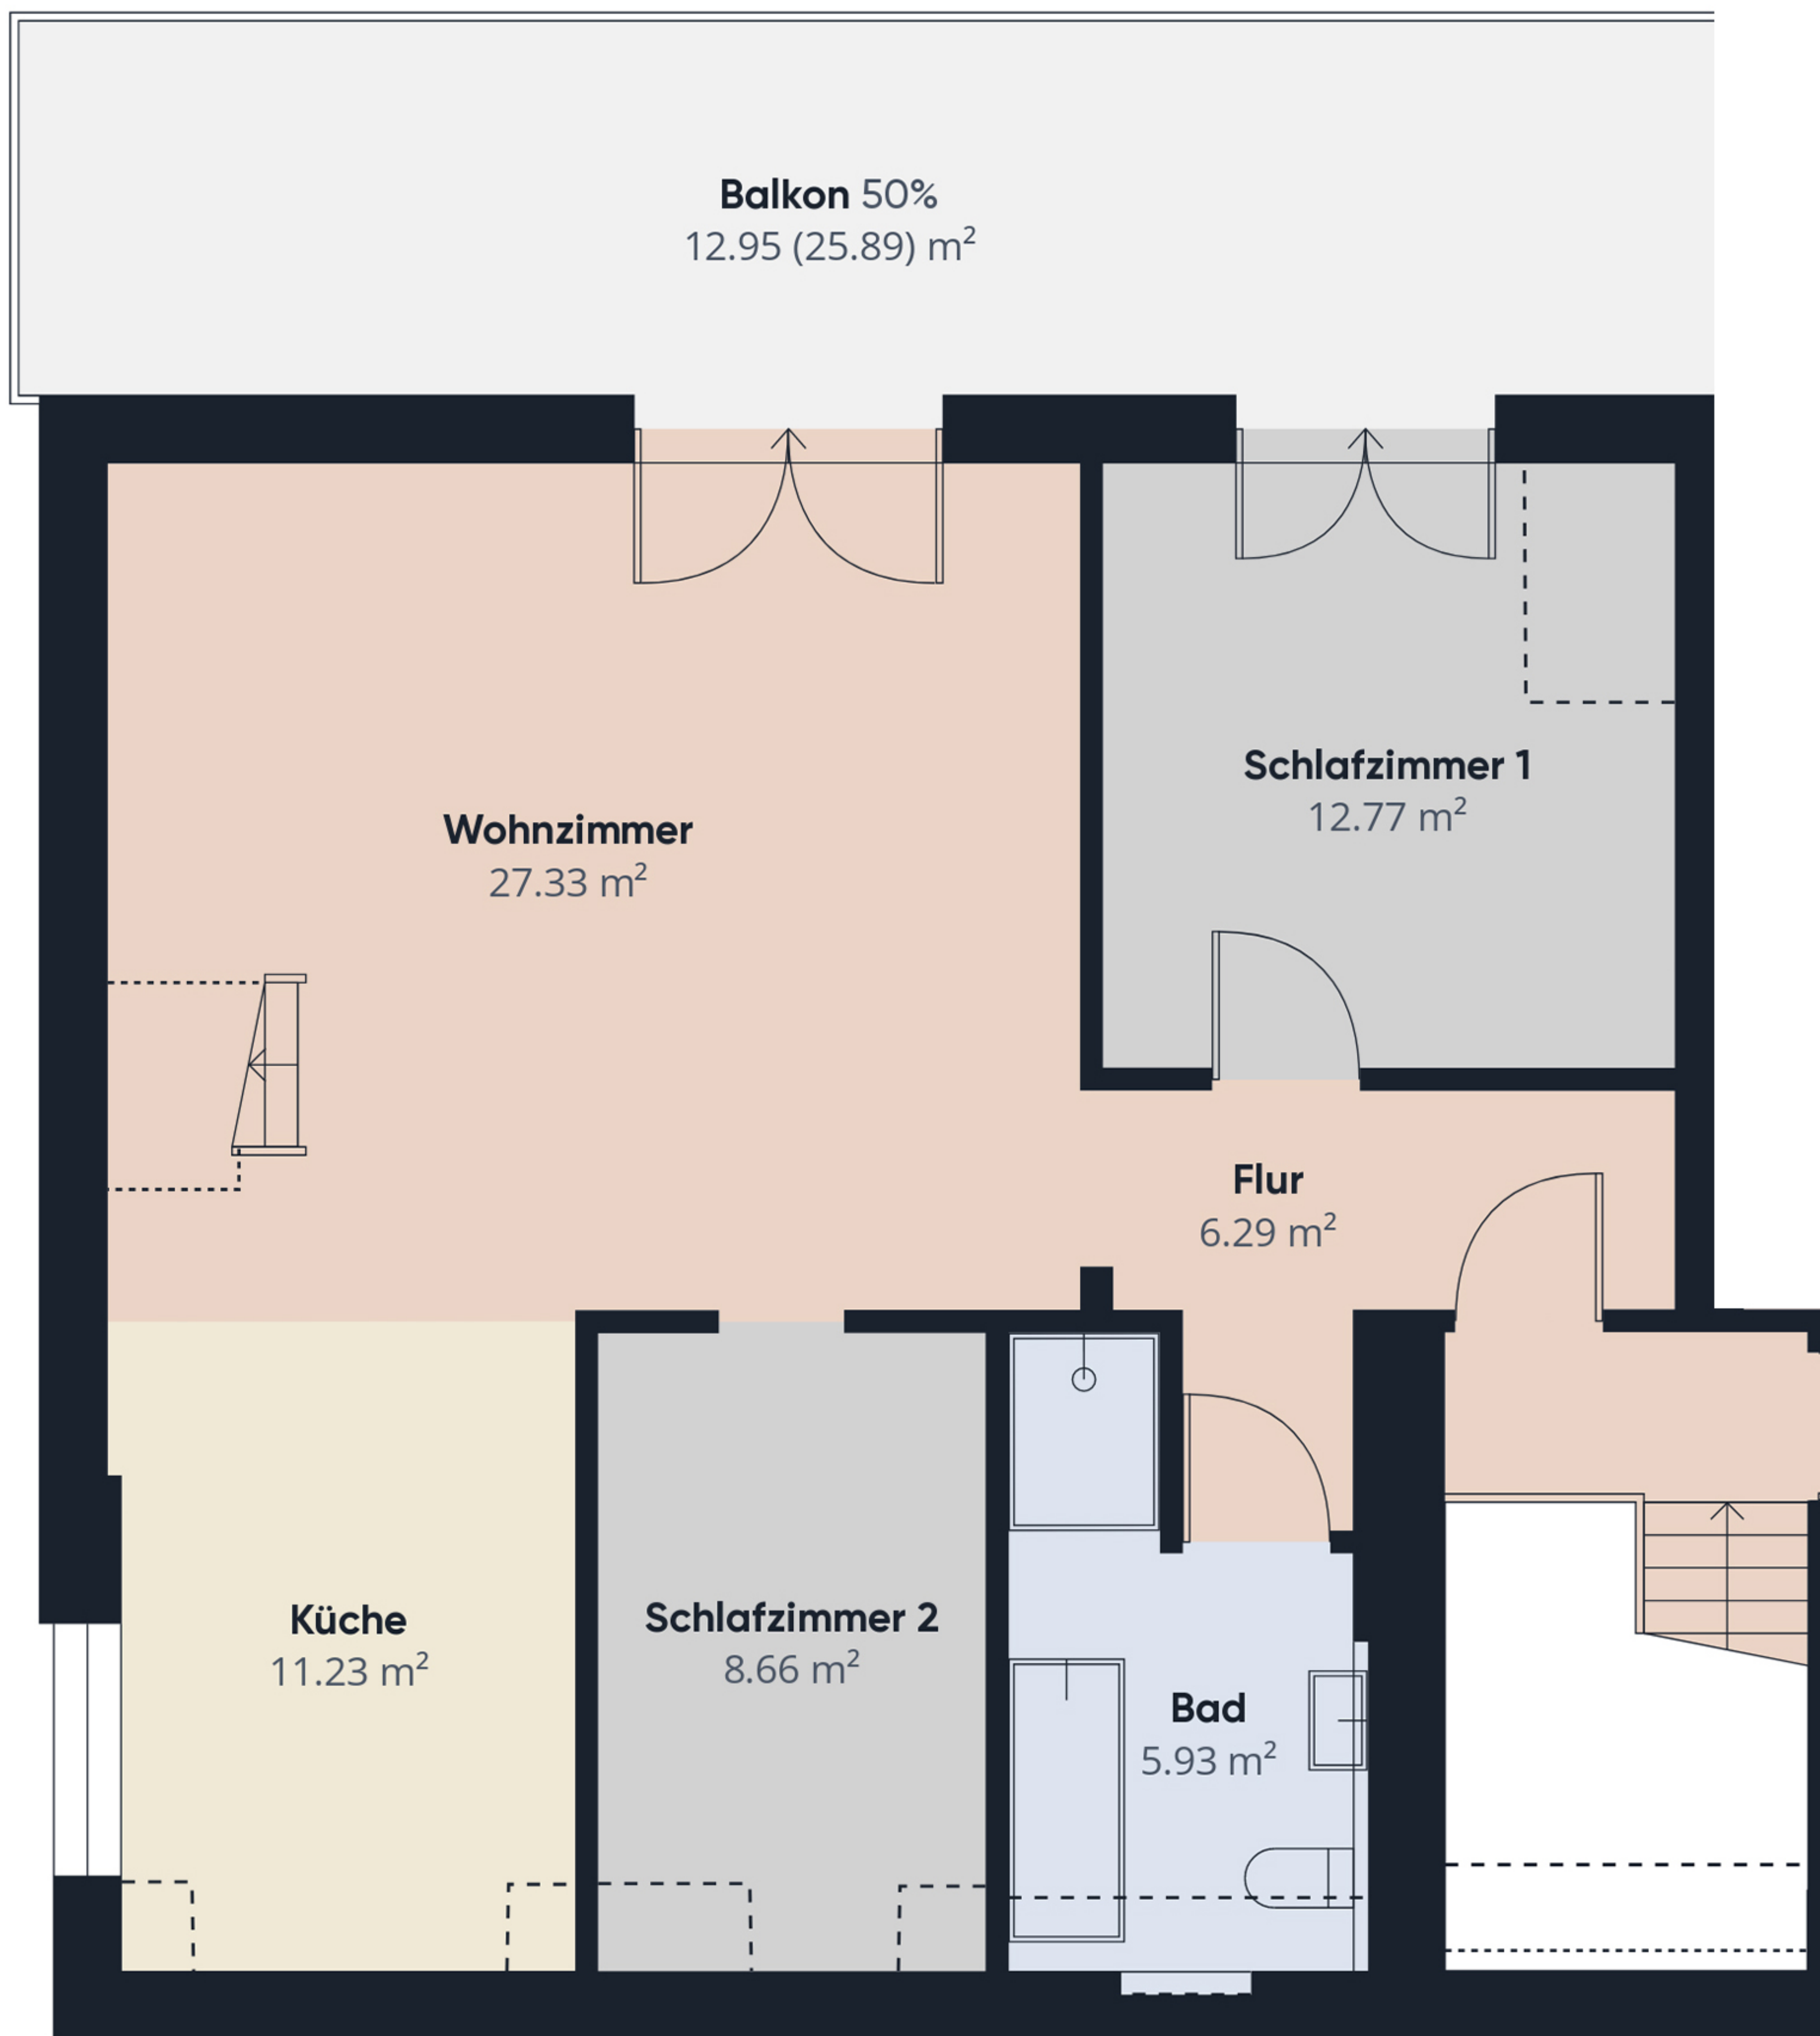 Balkon 50%
12.95 (25.89) m²
Schlafzimmer 1
12.77 m²
Wohnzimmer
27.33 m²
Flur
6.29 m²
Küche
11.23 m²
Schlafzimmer 2
8.66 m²
Bad
5.93 m²